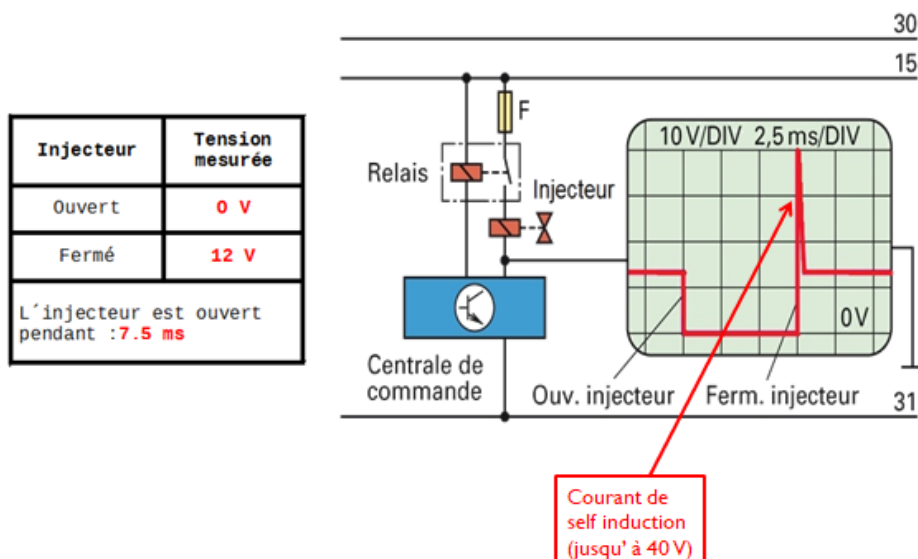 Injecteur
Tension
mesurée
Ouvert
0 V
Fermé
12 V
L´injecteur est ouvert
pendant :7.5 ms
30
15
F
Relais
Injecteur
10 V/DIV 2,5 ms/DIV
0 V
Centrale de
commande
Ouv. injecteur
Ferm. injecteur
31
Courant de
self induction
(jusqu' à 40 V)